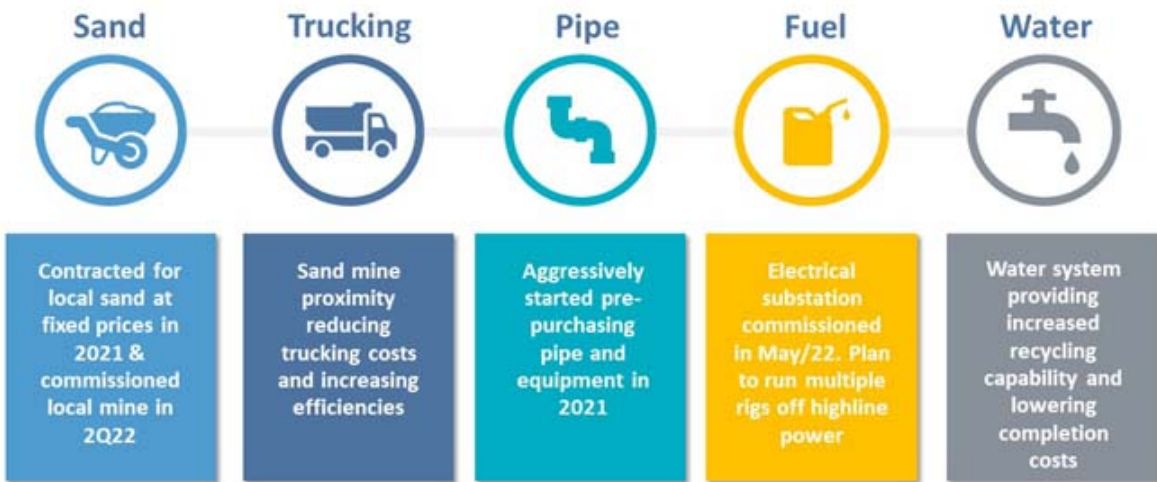 Sand
Trucking
Pipe
Fuel
Water
Contracted for
local sand at
fixed prices in
2021 &
commissioned
local mine in
2Q22
Sand mine
proximity
reducing
trucking costs
and increasing
efficiencies
Aggressively
started pre-
purchasing
pipe and
equipment in
2021
Electrical
substation
commissioned
in May/22. Plan
to run multiple
rigs off highline
power
Water system
providing
increased
recycling
capability and
lowering
completion
costs